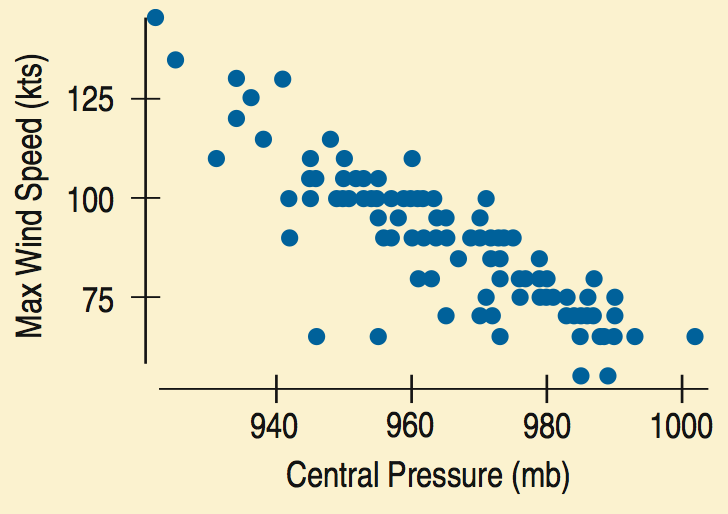 Max Wind Speed (kts)
125
100
75
940 960 980 1000
Central Pressure (mb)